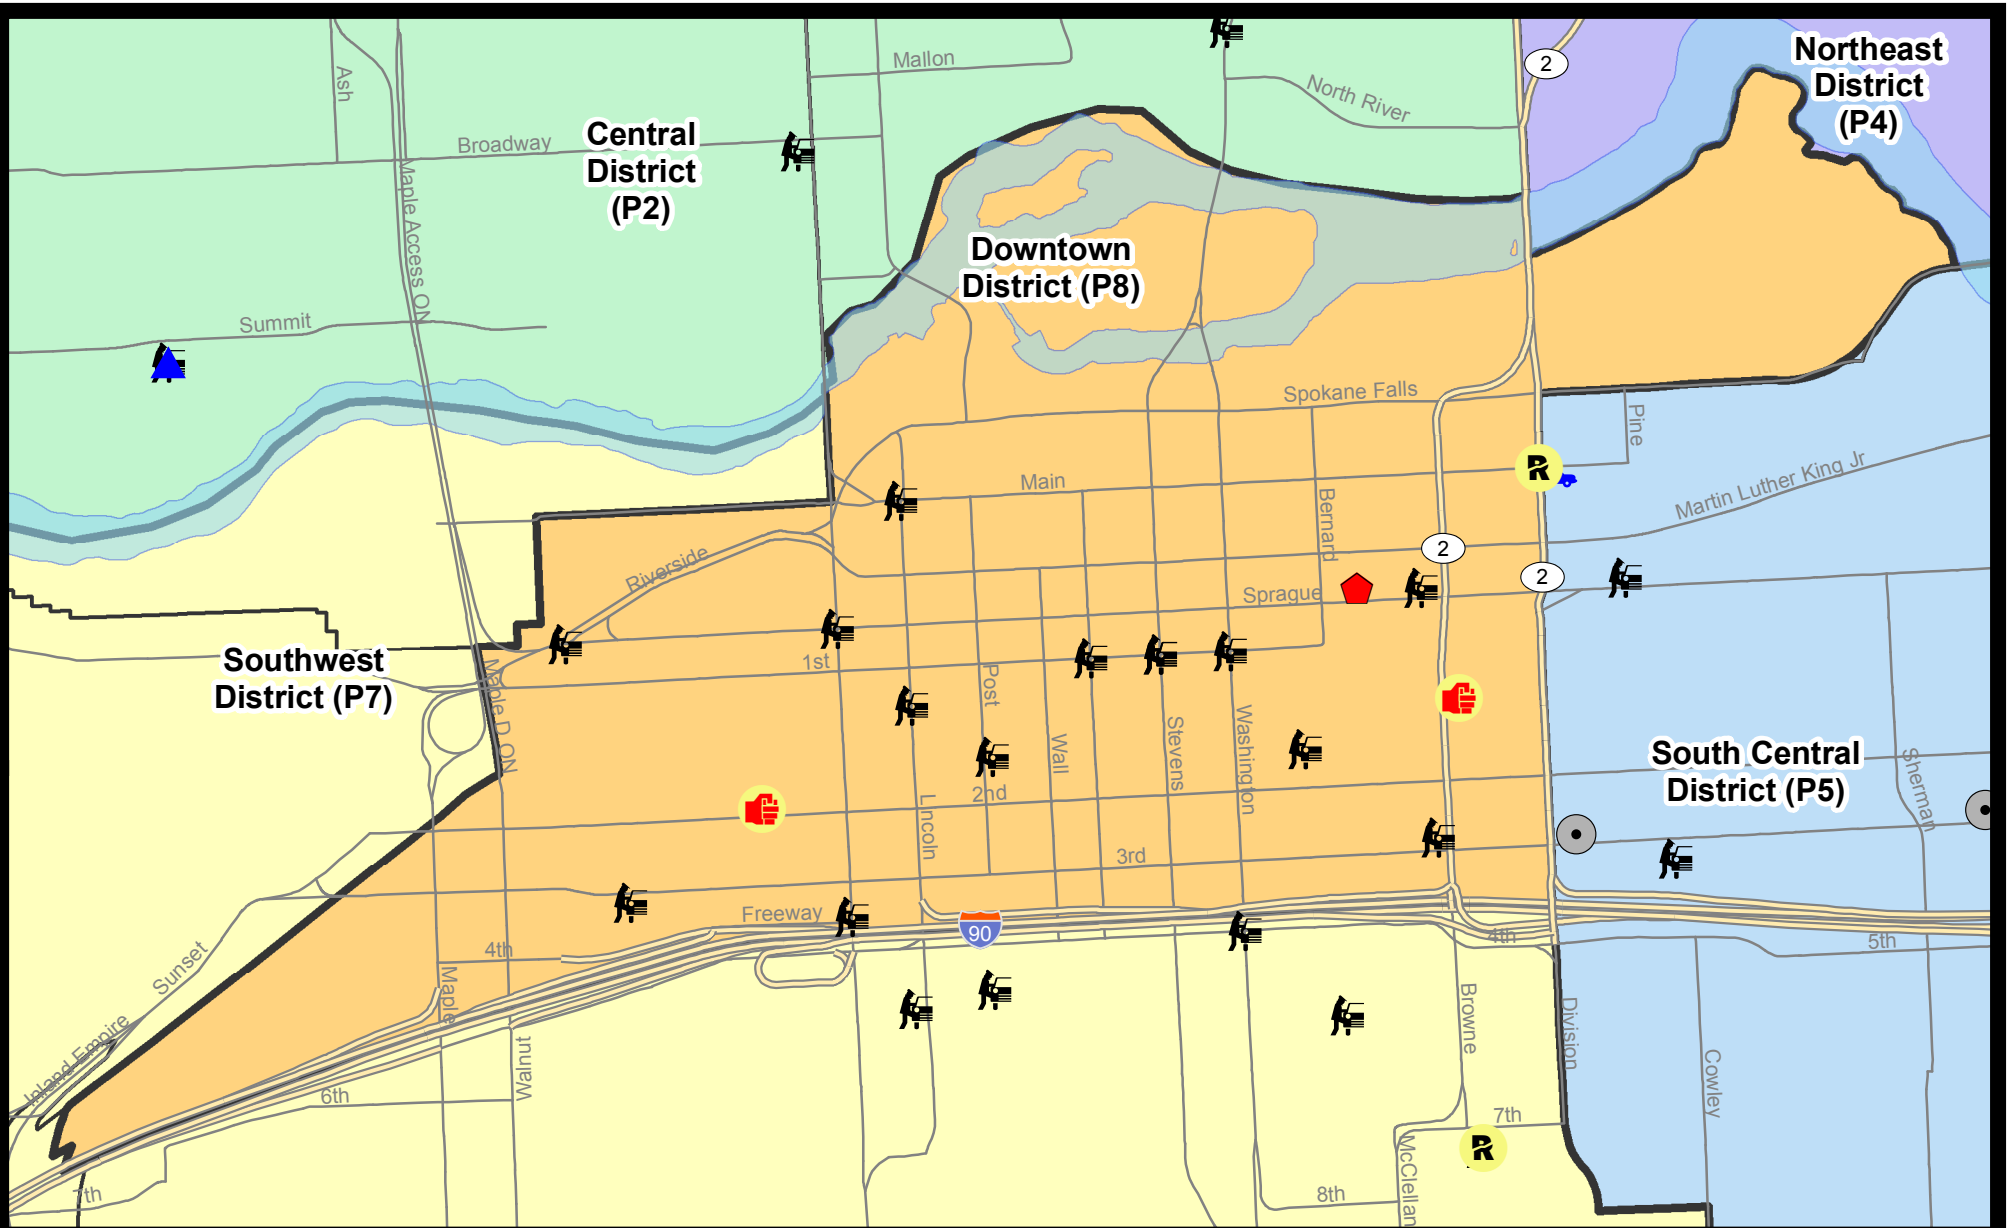 Northeast
District
(P4)
2
Mallon
Ash
North River
Central
District
(P2)
Broadway
Maple Access ON
Downtown
District (P8)
Summit
Spokane Falls
Pine
R
Main
Martin Luther King Jr
Bernard
2
2
Riverside
Sprague
Southwest
District (P7)
1st
Maple D ON
Post
Wall
Stevens
Washington
South Central
District (P5)
Sherman
2nd
Lncoln
3rd
Freeway
90
4th
4th
5th
Sunset
Maple
Browne
Division
Inland Empire
Walnut
6th
Cowley
7th
R
McClellan
7th
8th